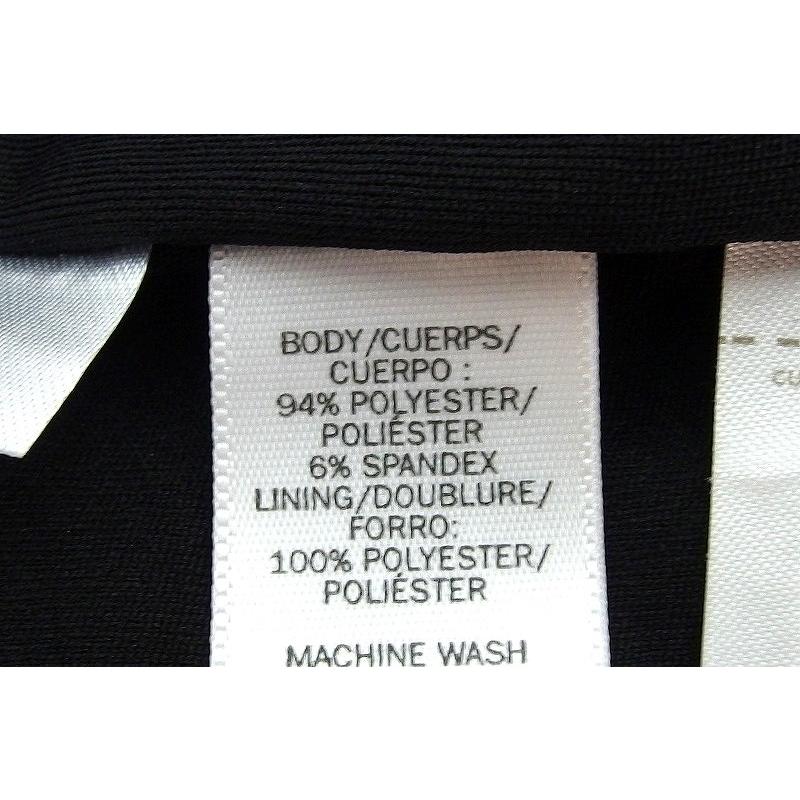 BODY/CUERPS/
CUERPO :
94% POLYESTER/
POLIÉSTER
6% SPANDEX
LINING/DOUBLURE/
FORRO:
100% POLYESTER/
POLIÉSTER
MACHINE WASH